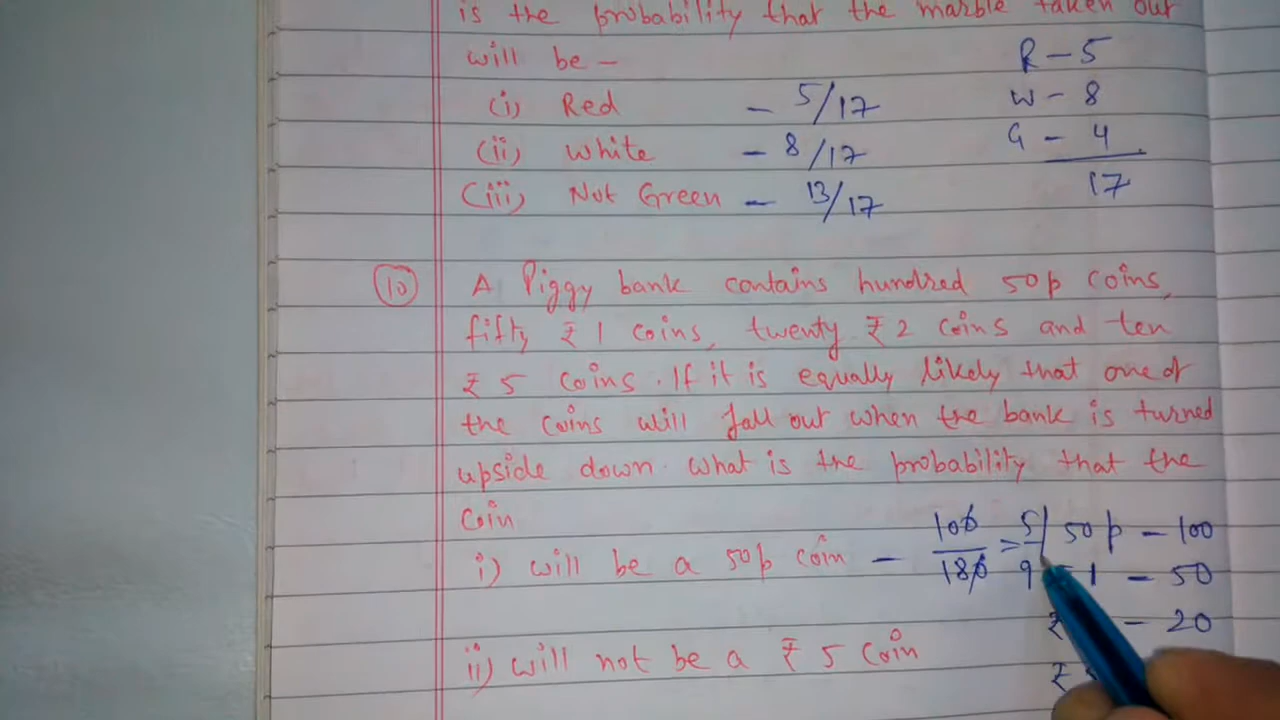 is the probability that the marble taken out
will be –
R – 5
(i) Red – 5/17
W – 8
(ii) White – 8/17
G – 4
(iii) Not Green – 13/17
17
(10) A Piggy bank contains hundred 50p coins,
fifty ₹ 1 coins, twenty ₹ 2 coins and ten
₹ 5 coins. If it is equally likely that one of
the coins will fall out when the bank is turned
upside down. What is the probability that the
coin
i) will be a 50p coin – 100/180 = 5/9
50p – 100
1 – 50
₹ – 20
ii) will not be a ₹ 5 coin
₹